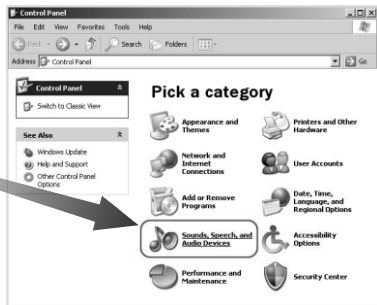 Control Panel
File Edit View Favorites Tools Help
Back Search Folders
Address Control Panel Go
Control Panel
Switch to Classic View
See Also
Windows Update
Help and Support
Other Control Panel
Options
Pick a category
Appearance and
Themes
Printers and Other
Hardware
Network and
Internet
Connections
User Accounts
Add or Remove
Programs
Date, Time,
Language, and
Regional Options
Sounds, Speech, and
Audio Devices
Accessibility
Options
Performance and
Maintenance
Security Center